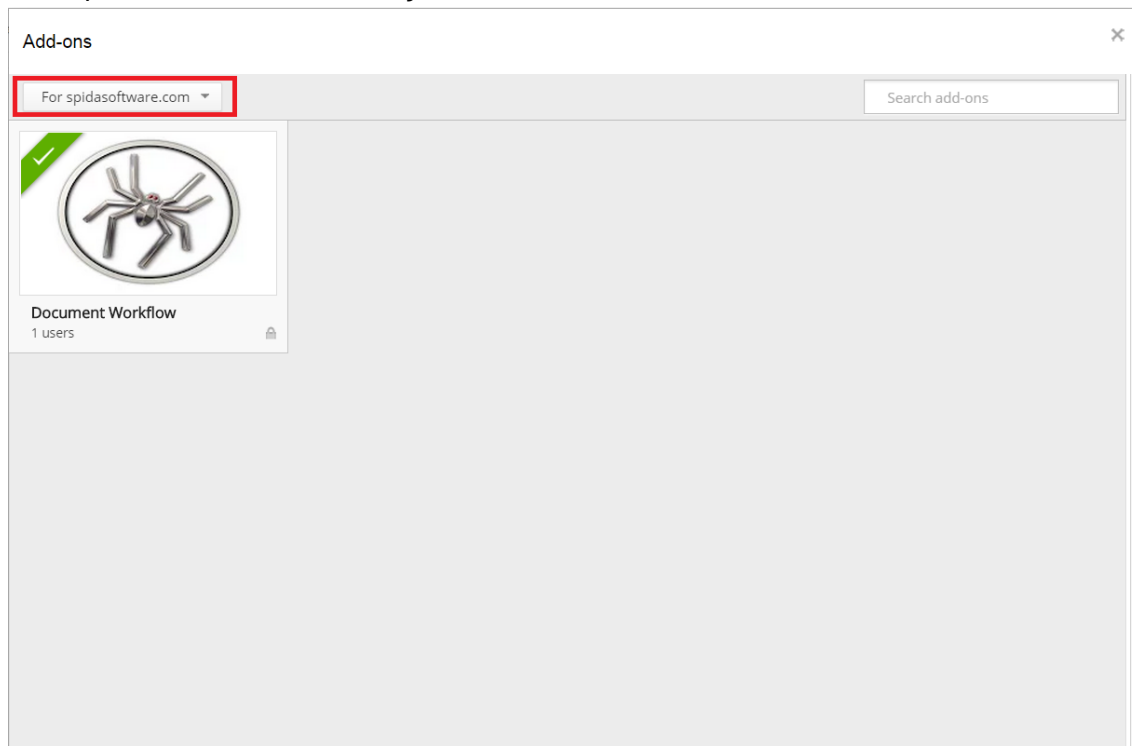 Add-ons
For spidasoftware.com
Search add-ons
Document Workflow
1 users